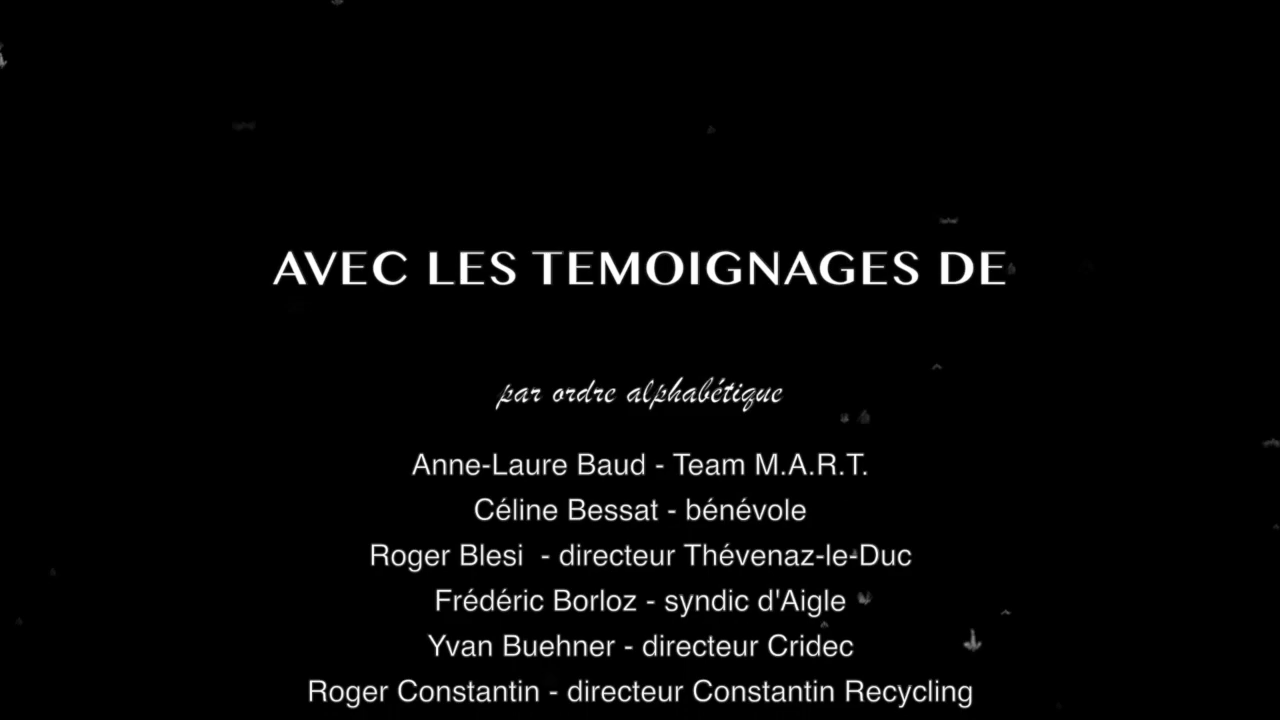 AVEC LES TEMOIGNAGES DE
par ordre alphabétique
Anne-Laure Baud - Team M.A.R.T.
Céline Bessat - bénévole
Roger Blesi - directeur Thévenaz-le-Duc
Frédéric Borloz - syndic d'Aigle
Yvan Buehner - directeur Cridec
Roger Constantin - directeur Constantin Recycling